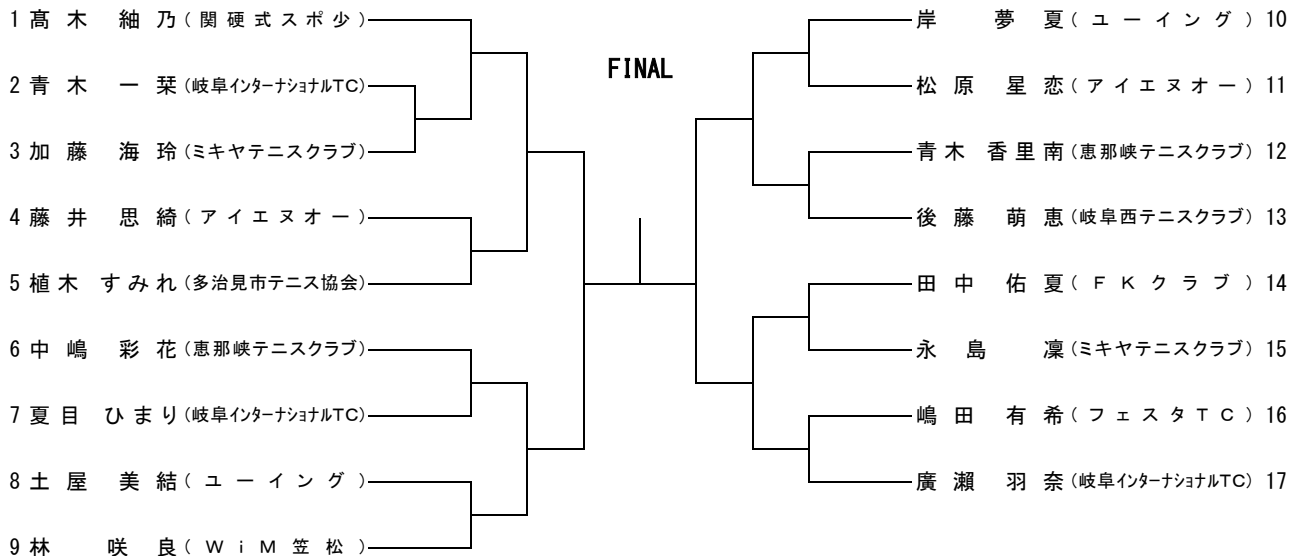 1 髙木 紬乃 (関硬式スポ少)
2 青木 一栞 (岐阜インターナショナルTC)
3 加藤 海玲 (ミキヤテニスクラブ)
4 藤井 思綺 (アイエヌオー)
5 植木 すみれ (多治見市テニス協会)
6 中嶋 彩花 (恵那峡テニスクラブ)
7 夏目 ひまり (岐阜インターナショナルTC)
8 土屋 美結 (ユーイング)
9 林 咲良 (WiM笠松)
FINAL
岸 夢夏 (ユーイング) 10
松原 星恋 (アイエヌオー) 11
青木 香里南 (恵那峡テニスクラブ) 12
後藤 萌恵 (岐阜西テニスクラブ) 13
田中 佑夏 (FKクラブ) 14
永島 凜 (ミキヤテニスクラブ) 15
嶋田 有希 (フェスタTC) 16
廣瀬 羽奈 (岐阜インターナショナルTC) 17